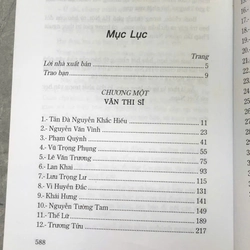 Mục Lục
Trang
Lời nhà xuất bản 5
Trao bạn 9
CHƯƠNG MỘT
VĂN THI SĨ
1.- Tản Đà Nguyễn Khắc Hiếu 11
2.- Nguyễn Văn Vĩnh 23
3.- Phạm Quỳnh 41
4.- Vũ Trọng Phụng 55
5.- Lê Văn Trương 75
6.- Lan Khai 93
7.- Lưu Trọng Lư 115
8.- Vi Huyền Đắc 131
9.- Khái Hưng 141
10.- Nguyễn Tường Tam 149
11.- Thế Lữ 189
12.- Trương Tửu 217
588